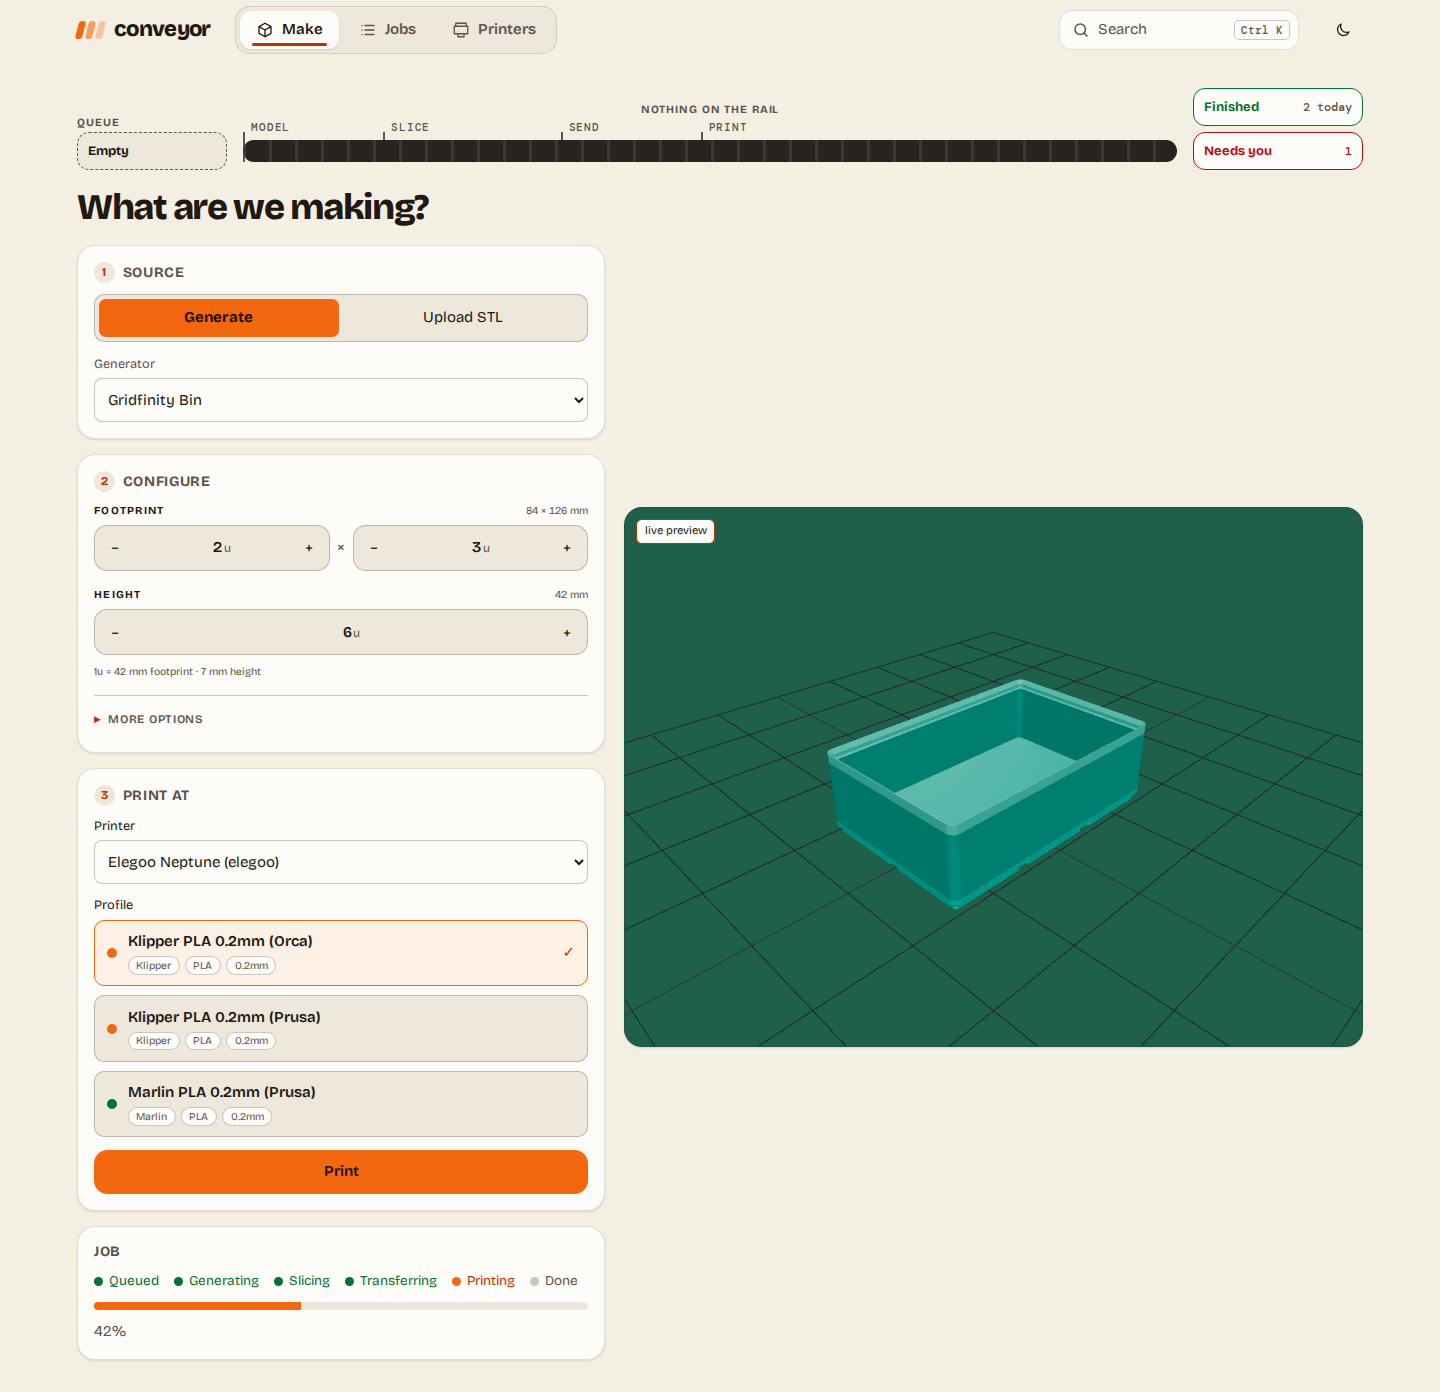 conveyor
Make
Jobs
Printers
Search
Ctrl K
QUEUE
Empty
NOTHING ON THE RAIL
MODEL
SLICE
SEND
PRINT
Finished 2 today
Needs you 1
What are we making?
1 SOURCE
Generate
Upload STL
Generator
Gridfinity Bin
2 CONFIGURE
FOOTPRINT 84 × 126 mm
− 2 u + × − 3 u +
HEIGHT 42 mm
− 6 u +
1u = 42 mm footprint · 7 mm height
▶ MORE OPTIONS
live preview
3 PRINT AT
Printer
Elegoo Neptune (elegoo)
Profile
Klipper PLA 0.2mm (Orca) ✓
Klipper PLA 0.2mm
Klipper PLA 0.2mm (Prusa)
Klipper PLA 0.2mm
Marlin PLA 0.2mm (Prusa)
Marlin PLA 0.2mm
Print
JOB
Queued Generating Slicing Transferring Printing Done
42%